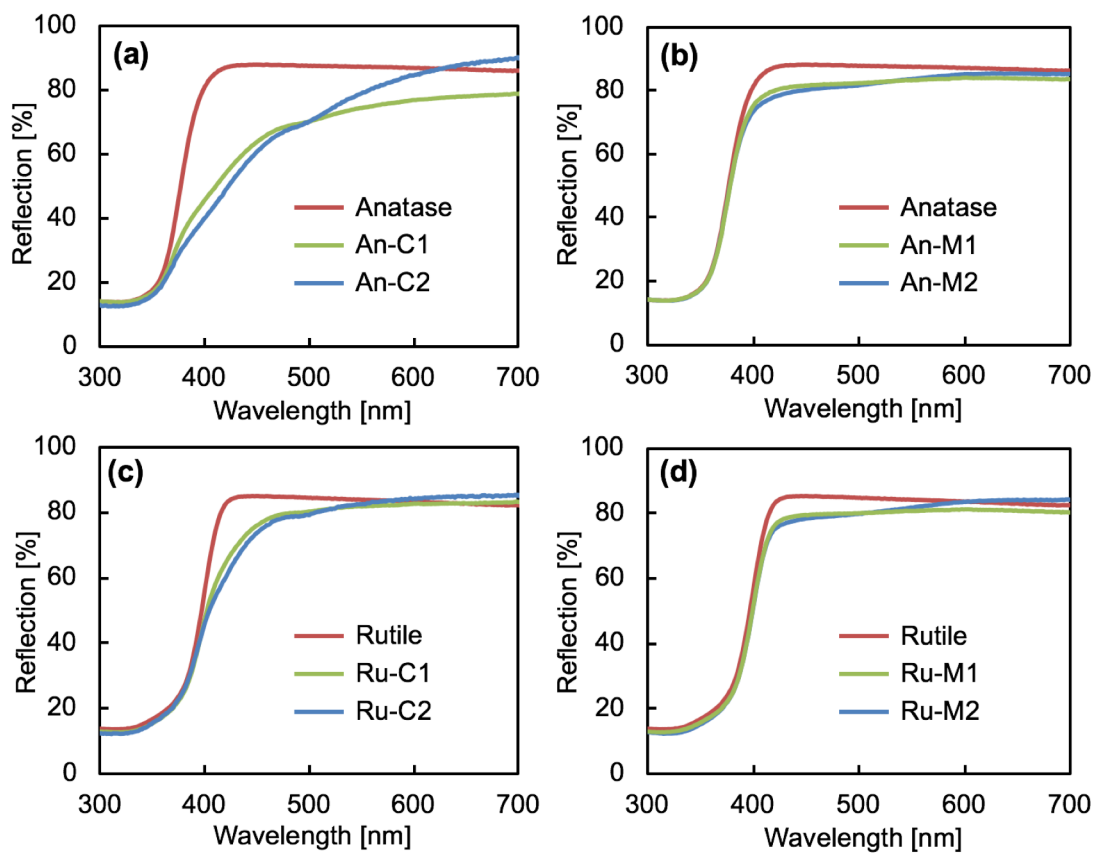 (a)
Reflection [%]
100
80
60
40
20
0
Anatase
An-C1
An-C2
300 400 500 600 700
Wavelength [nm]
(b)
Reflection [%]
100
80
60
40
20
0
Anatase
An-M1
An-M2
300 400 500 600 700
Wavelength [nm]
(c)
Reflection [%]
100
80
60
40
20
0
Rutile
Ru-C1
Ru-C2
300 400 500 600 700
Wavelength [nm]
(d)
Reflection [%]
100
80
60
40
20
0
Rutile
Ru-M1
Ru-M2
300 400 500 600 700
Wavelength [nm]